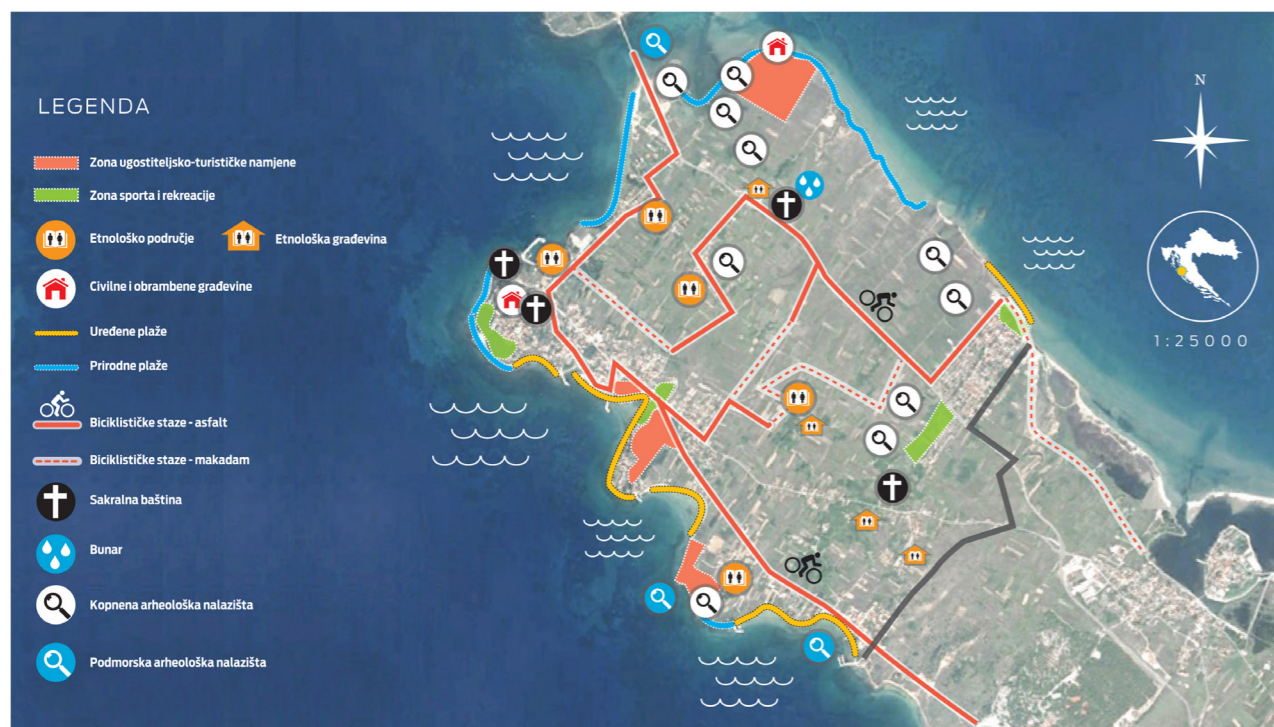 LEGENDA
Zona ugostiteljsko-turističke namjene
Zona sporta i rekreacije
Etnološko područje
Etnološka građevina
Civilne i obrambene građevine
Uređene plaže
Prirodne plaže
Biciklističke staze - asfalt
Biciklističke staze - makadam
Sakralna baština
Bunar
Kopnena arheološka nalazišta
Podmorska arheološka nalazišta
N
1:25000